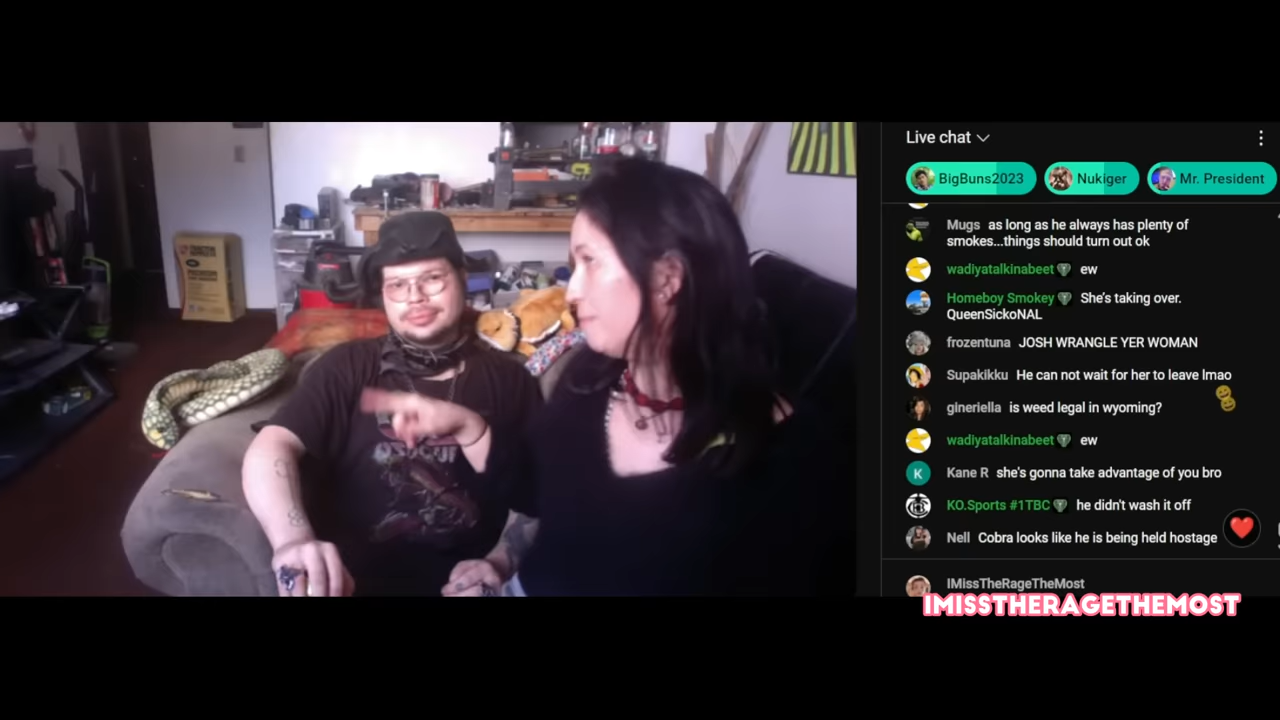 Live chat
BigBuns2023
Nukiger
Mr. President
Mugs as long as he always has plenty of
smokes...things should turn out ok
wadiyatalkinabeet ew
Homeboy Smokey She's taking over.
QueenSickoNAL
frozentuna JOSH WRANGLE YER WOMAN
Supakikku He can not wait for her to leave lmao
gineriella is weed legal in wyoming?
wadiyatalkinabeet ew
K
Kane R she's gonna take advantage of you bro
KO.Sports #1TBC he didn't wash it off
Nell Cobra looks like he is being held hostage
IMissTheRageTheMost
IMISSTHERAGETHEMOST